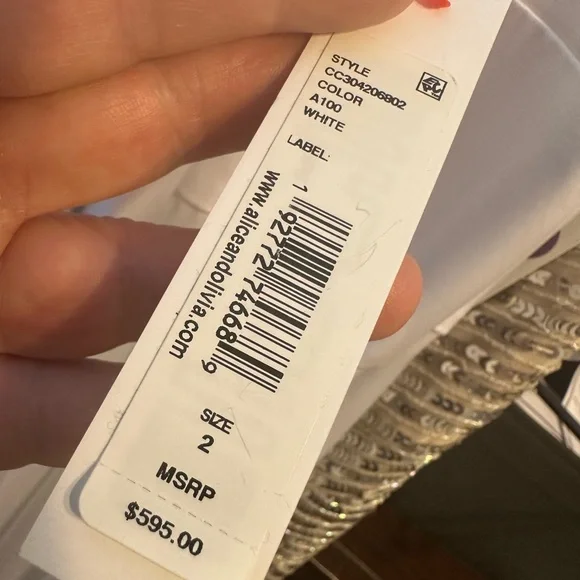 STYLE
CC304206802
COLOR
A100
WHITE
LABEL:
www.aliceandolivia.com
1 92772 74668 9
SIZE
2
MSRP
$595.00